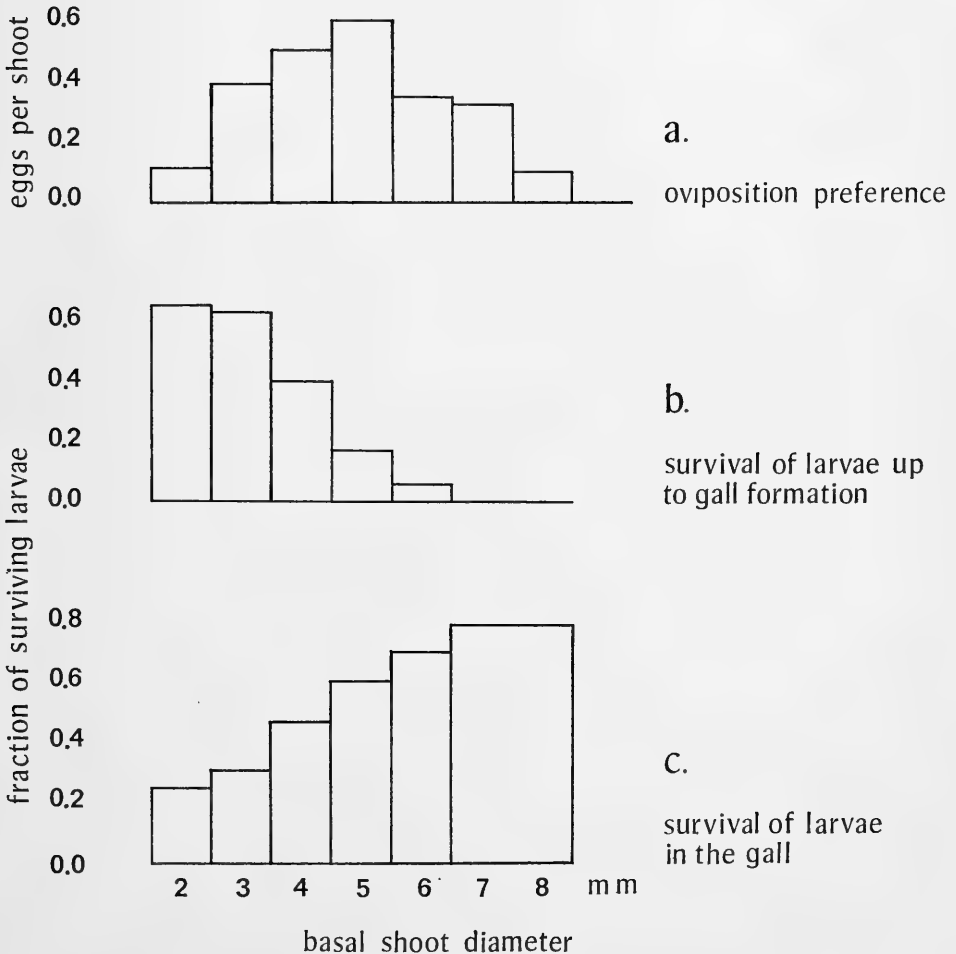 eggs per shoot
0.6
0.4
0.2
0.0
a.
oviposition preference
fraction of surviving larvae
0.6
0.4
0.2
0.0
b.
survival of larvae up
to gall formation
0.8
0.6
0.4
0.2
0.0
c.
survival of larvae
in the gall
2 3 4 5 6 7 8 mm
basal shoot diameter